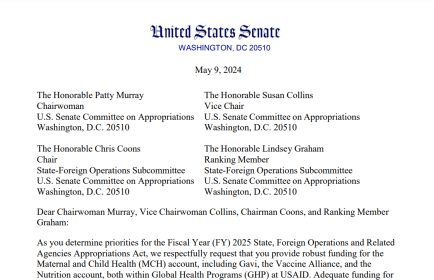 United States Senate
WASHINGTON, DC 20510
May 9, 2024
The Honorable Patty Murray
Chairwoman
U.S. Senate Committee on Appropriations
Washington, D.C. 20510
The Honorable Susan Collins
Vice Chair
U.S. Senate Committee on Appropriations
Washington, D.C. 20510
The Honorable Chris Coons
Chair
State-Foreign Operations Subcommittee
U.S. Senate Committee on Appropriations
Washington, D.C. 20510
The Honorable Lindsey Graham
Ranking Member
State-Foreign Operations Subcommittee
U.S. Senate Committee on Appropriations
Washington, D.C. 20510
Dear Chairwoman Murray, Vice Chairwoman Collins, Chairman Coons, and Ranking Member
Graham:
As you determine priorities for the Fiscal Year (FY) 2025 State, Foreign Operations and Related
Agencies Appropriations Act, we respectfully request that you provide robust funding for the
Maternal and Child Health (MCH) account, including Gavi, the Vaccine Alliance, and the
Nutrition account, both within Global Health Programs (GHP) at USAID. Adequate funding for